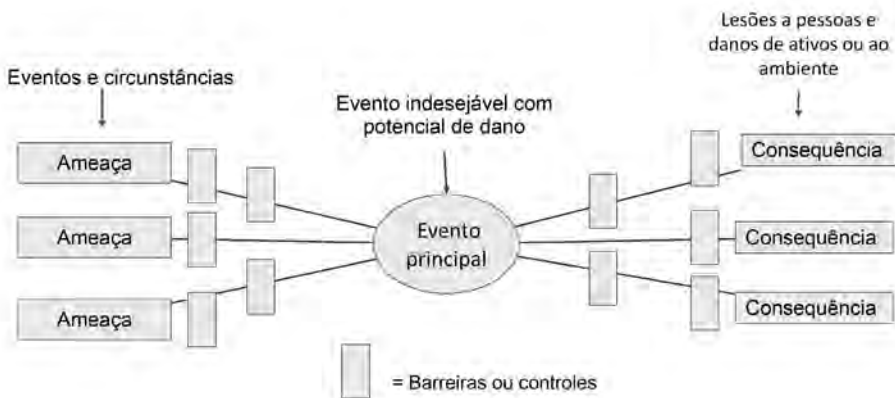 Lesões a pessoas e
danos de ativos ou ao
ambiente
Eventos e circunstâncias
Evento indesejável com
potencial de dano
Ameaça
Consequência
Ameaça
Evento
principal
Consequência
Ameaça
Consequência
= Barreiras ou controles